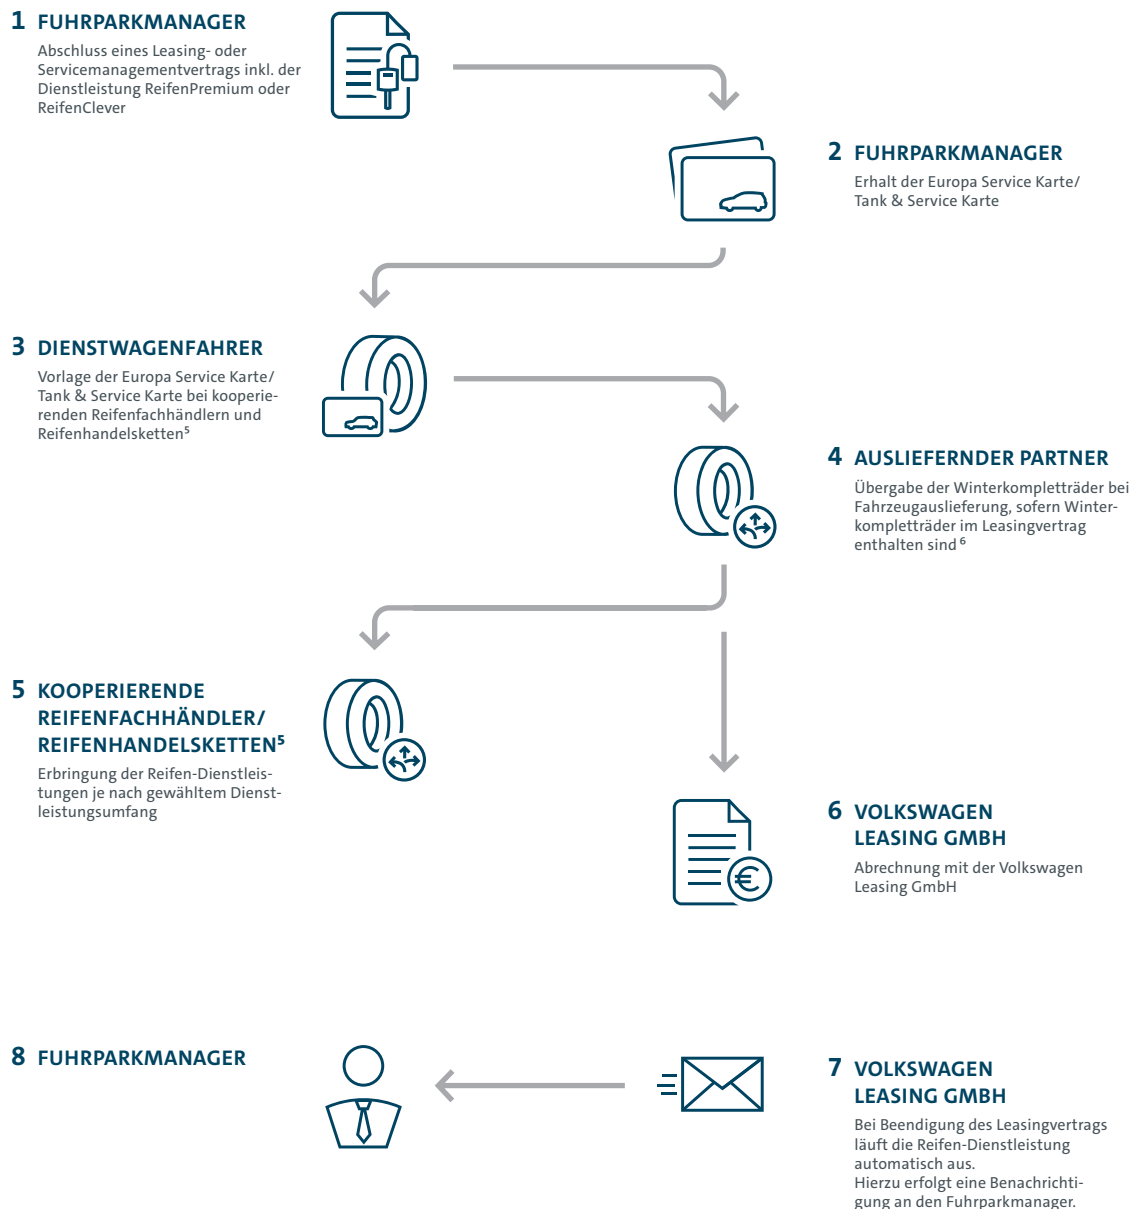 1 FUHRPARKMANAGER
Abschluss eines Leasing- oder
Servicemanagementvertrags inkl. der
Dienstleistung ReifenPremium oder
ReifenClever
2 FUHRPARKMANAGER
Erhalt der Europa Service Karte/
Tank & Service Karte
3 DIENSTWAGENFAHRER
Vorlage der Europa Service Karte/
Tank & Service Karte bei kooperie-
renden Reifenfachhändlern und
Reifenhandelsketten⁵
4 AUSLIEFERNDER PARTNER
Übergabe der Winterkompletträder bei
Fahrzeugauslieferung, sofern Winter-
kompletträder im Leasingvertrag
enthalten sind ⁶
5 KOOPERIERENDE
REIFENFACHHÄNDLER/
REIFENHANDELSKETTEN⁵
Erbringung der Reifen-Dienstleis-
tungen je nach gewähltem Dienst-
leistungsumfang
6 VOLKSWAGEN
LEASING GMBH
Abrechnung mit der Volkswagen
Leasing GmbH
€
7 VOLKSWAGEN
LEASING GMBH
Bei Beendigung des Leasingvertrags
läuft die Reifen-Dienstleistung
automatisch aus.
Hierzu erfolgt eine Benachrichti-
gung an den Fuhrparkmanager.
8 FUHRPARKMANAGER